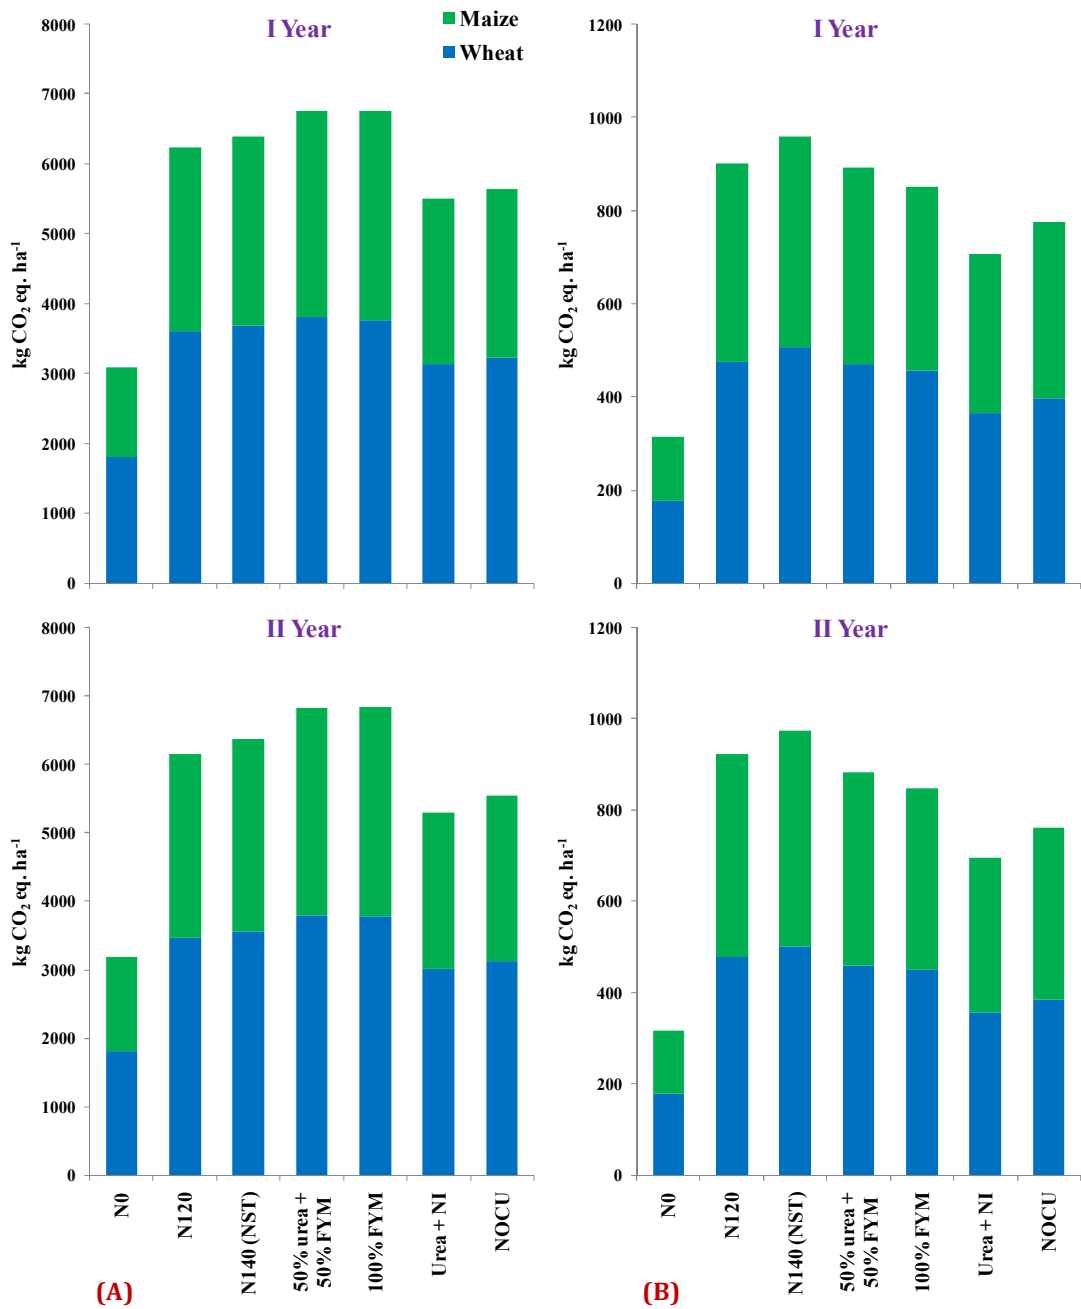 I Year
Maize
Wheat
kg CO₂ eq. ha⁻¹
8000
7000
6000
5000
4000
3000
2000
1000
0
I Year
kg CO₂ eq. ha⁻¹
1200
1000
800
600
400
200
0
II Year
kg CO₂ eq. ha⁻¹
8000
7000
6000
5000
4000
3000
2000
1000
0
N0
N120
N140 (NST)
50% urea +
50% FYM
100% FYM
Urea + NI
NOCU
(A)
II Year
kg CO₂ eq. ha⁻¹
1200
1000
800
600
400
200
0
N0
N120
N140 (NST)
50% urea +
50% FYM
100% FYM
Urea + NI
NOCU
(B)